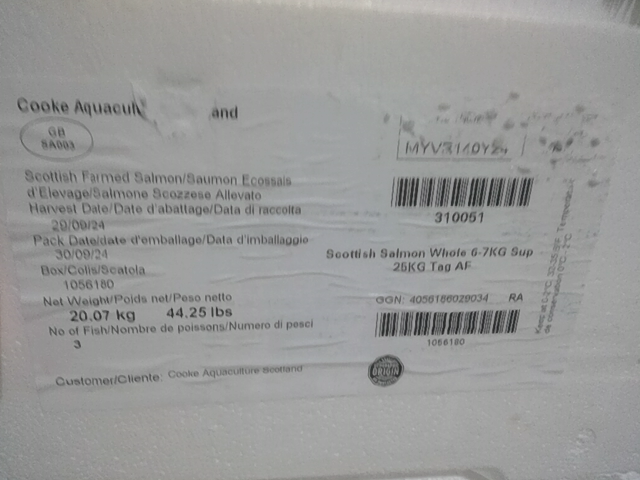 Cooke Aquacul and
GB
SA003
MYV3140Y24
Scottish Farmed Salmon/Saumon Ecossais
d'Elevage/Salmone Scozzese Allevato
Harvest Date/Date d'abattage/Data di raccolta
29/09/24
Pack Date/date d'emballage/Data d'imballaggio
30/09/24
Box/Colis/Scatola
1056180
Net Weight/Poids net/Peso netto
20.07 kg 44.25 lbs
No of Fish/Nombre de poissons/Numero di pesci
3
Customer/Cliente: Cooke Aquaculture Scotland
310051
Scottish Salmon Whole 6-7KG Sup
25KG Tag AF
GGN: 4056186029034 RA
1056180
ORIGIN